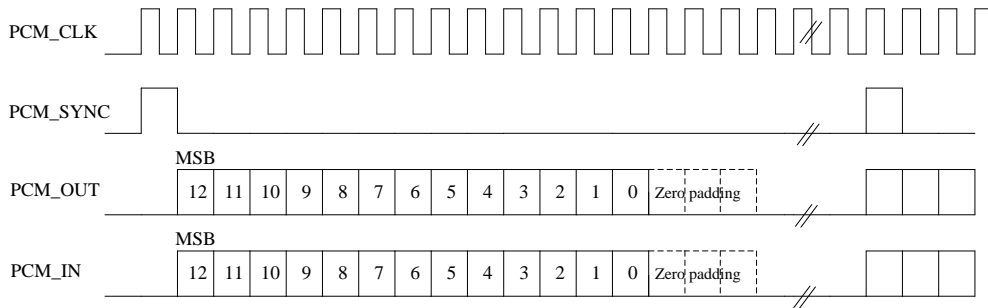 PCM_CLK
PCM_SYNC
MSB
PCM_OUT 12 11 10 9 8 7 6 5 4 3 2 1 0 Zero padding
MSB
PCM_IN 12 11 10 9 8 7 6 5 4 3 2 1 0 Zero padding